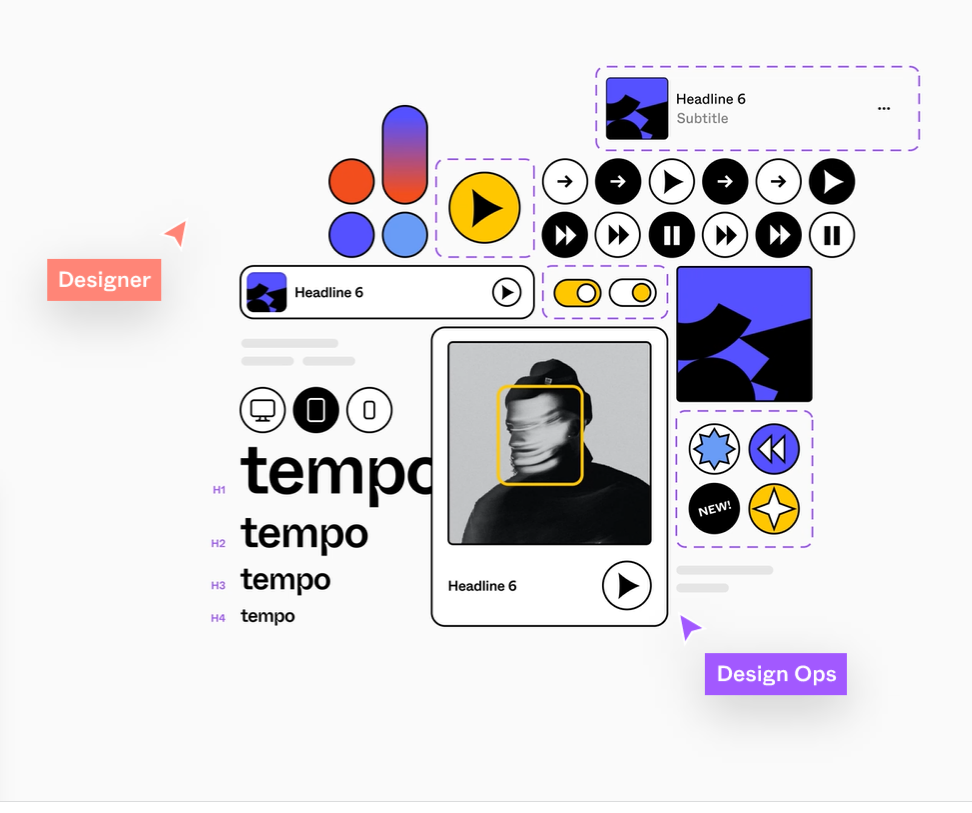 Headline 6
Subtitle
Designer
Headline 6
H1 tempo
H2 tempo
H3 tempo
H4 tempo
NEW!
Headline 6
Design Ops